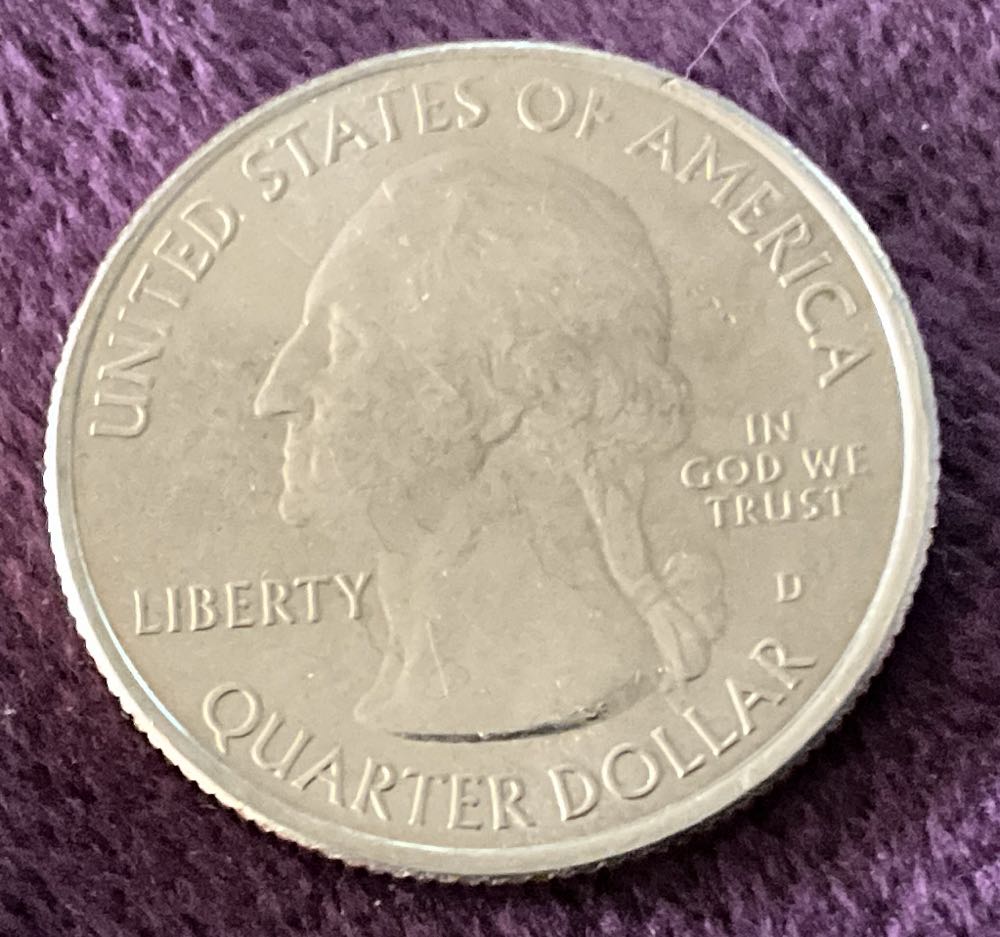 UNITED STATES OF AMERICA
IN
GOD WE
TRUST
D
LIBERTY
QUARTER DOLLAR